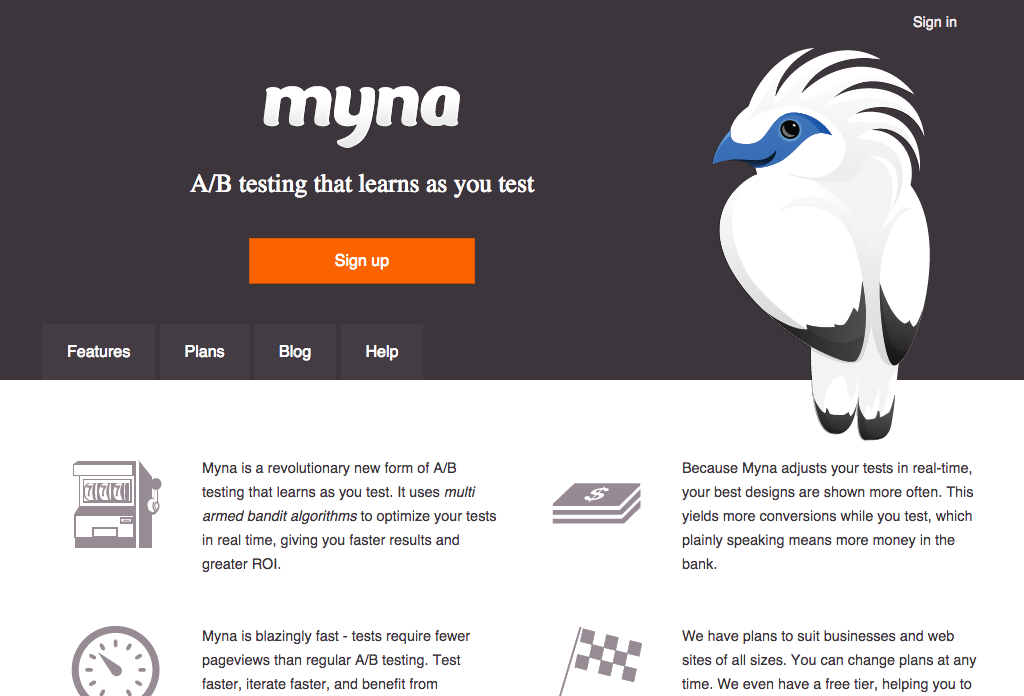 Sign in
myna
A/B testing that learns as you test
Sign up
Features
Plans
Blog
Help
777
Myna is a revolutionary new form of A/B
testing that learns as you test. It uses multi
armed bandit algorithms to optimize your tests
in real time, giving you faster results and
greater ROI.
$
Because Myna adjusts your tests in real-time,
your best designs are shown more often. This
yields more conversions while you test, which
plainly speaking means more money in the
bank.
Myna is blazingly fast - tests require fewer
pageviews than regular A/B testing. Test
faster, iterate faster, and benefit from
We have plans to suit businesses and web
sites of all sizes. You can change plans at any
time. We even have a free tier, helping you to